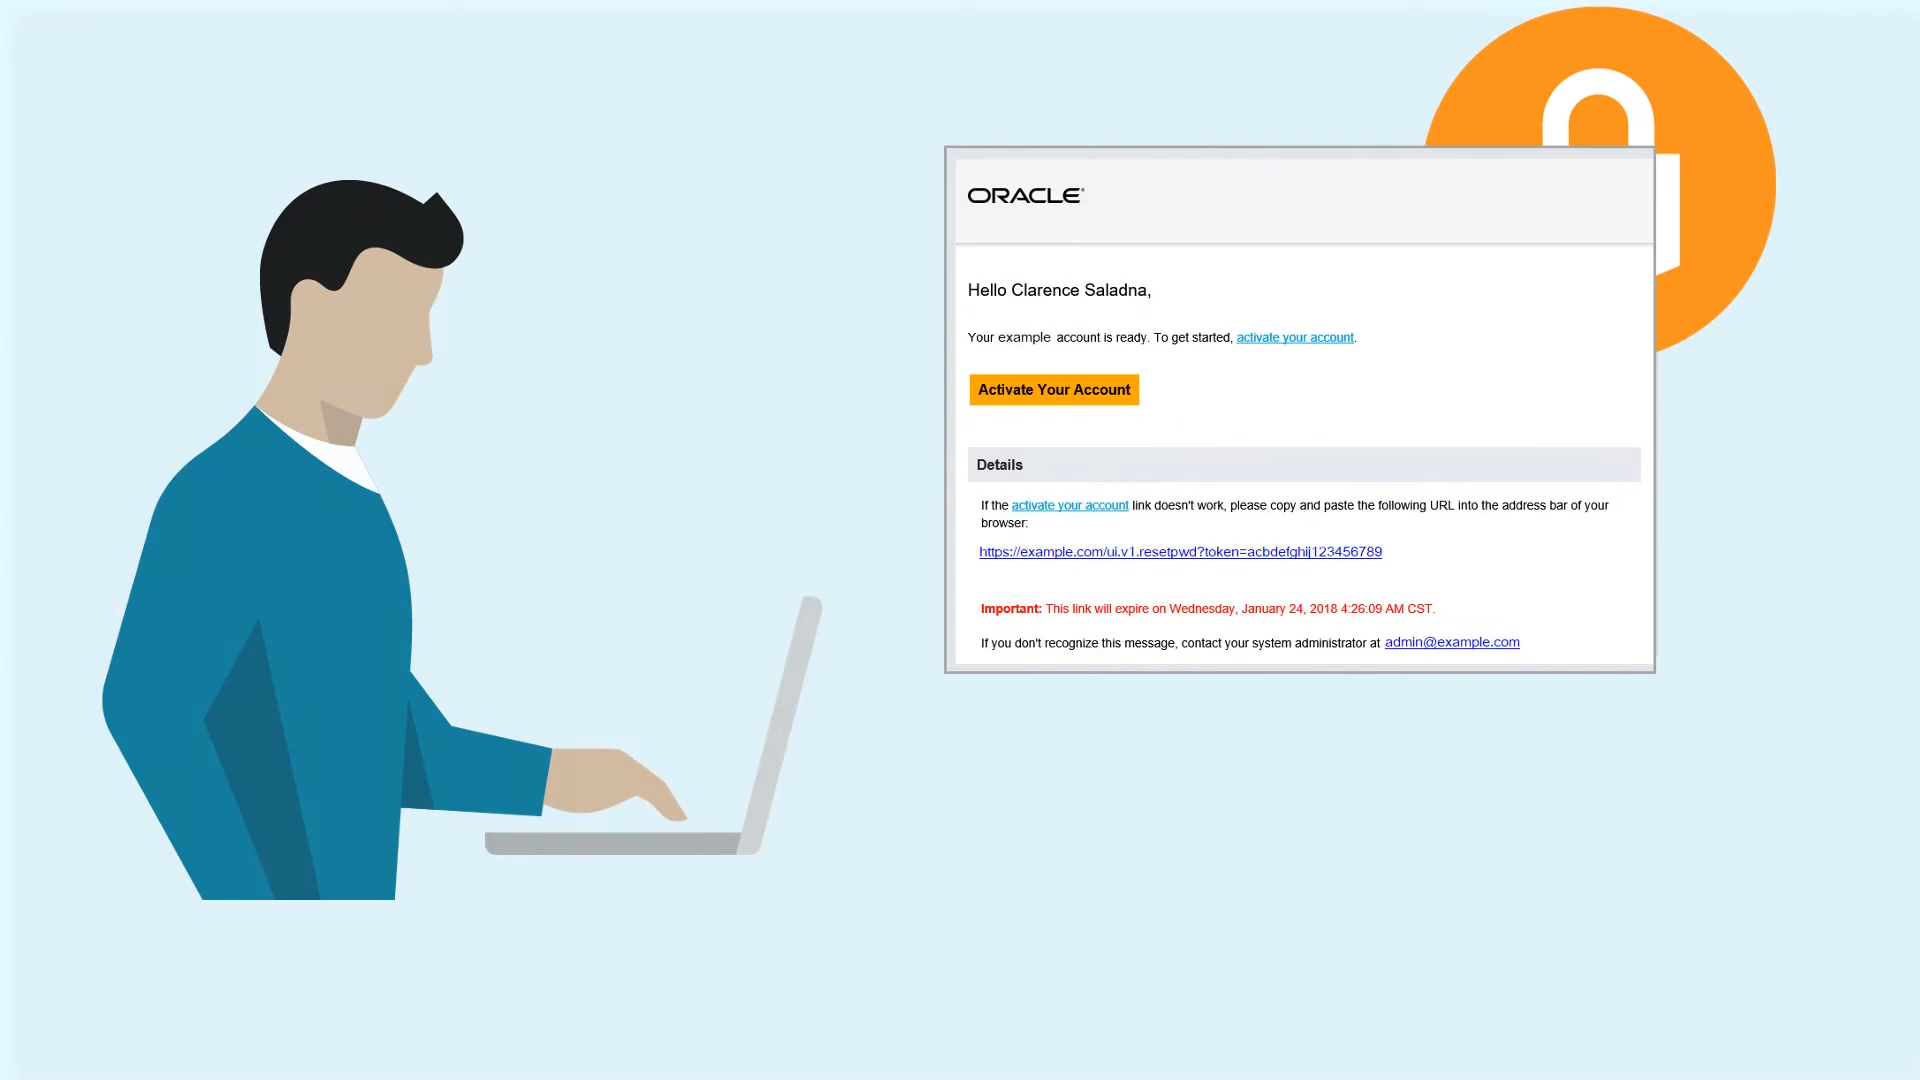 ORACLE®
Hello Clarence Saladna,
Your example account is ready. To get started, activate your account.
Activate Your Account
Details
If the activate your account link doesn't work, please copy and paste the following URL into the address bar of your
browser:
https://example.com/ui.v1.resetpwd?token=acbdefghij123456789
Important: This link will expire on Wednesday, January 24, 2018 4:26:09 AM CST.
If you don't recognize this message, contact your system administrator at admin@example.com